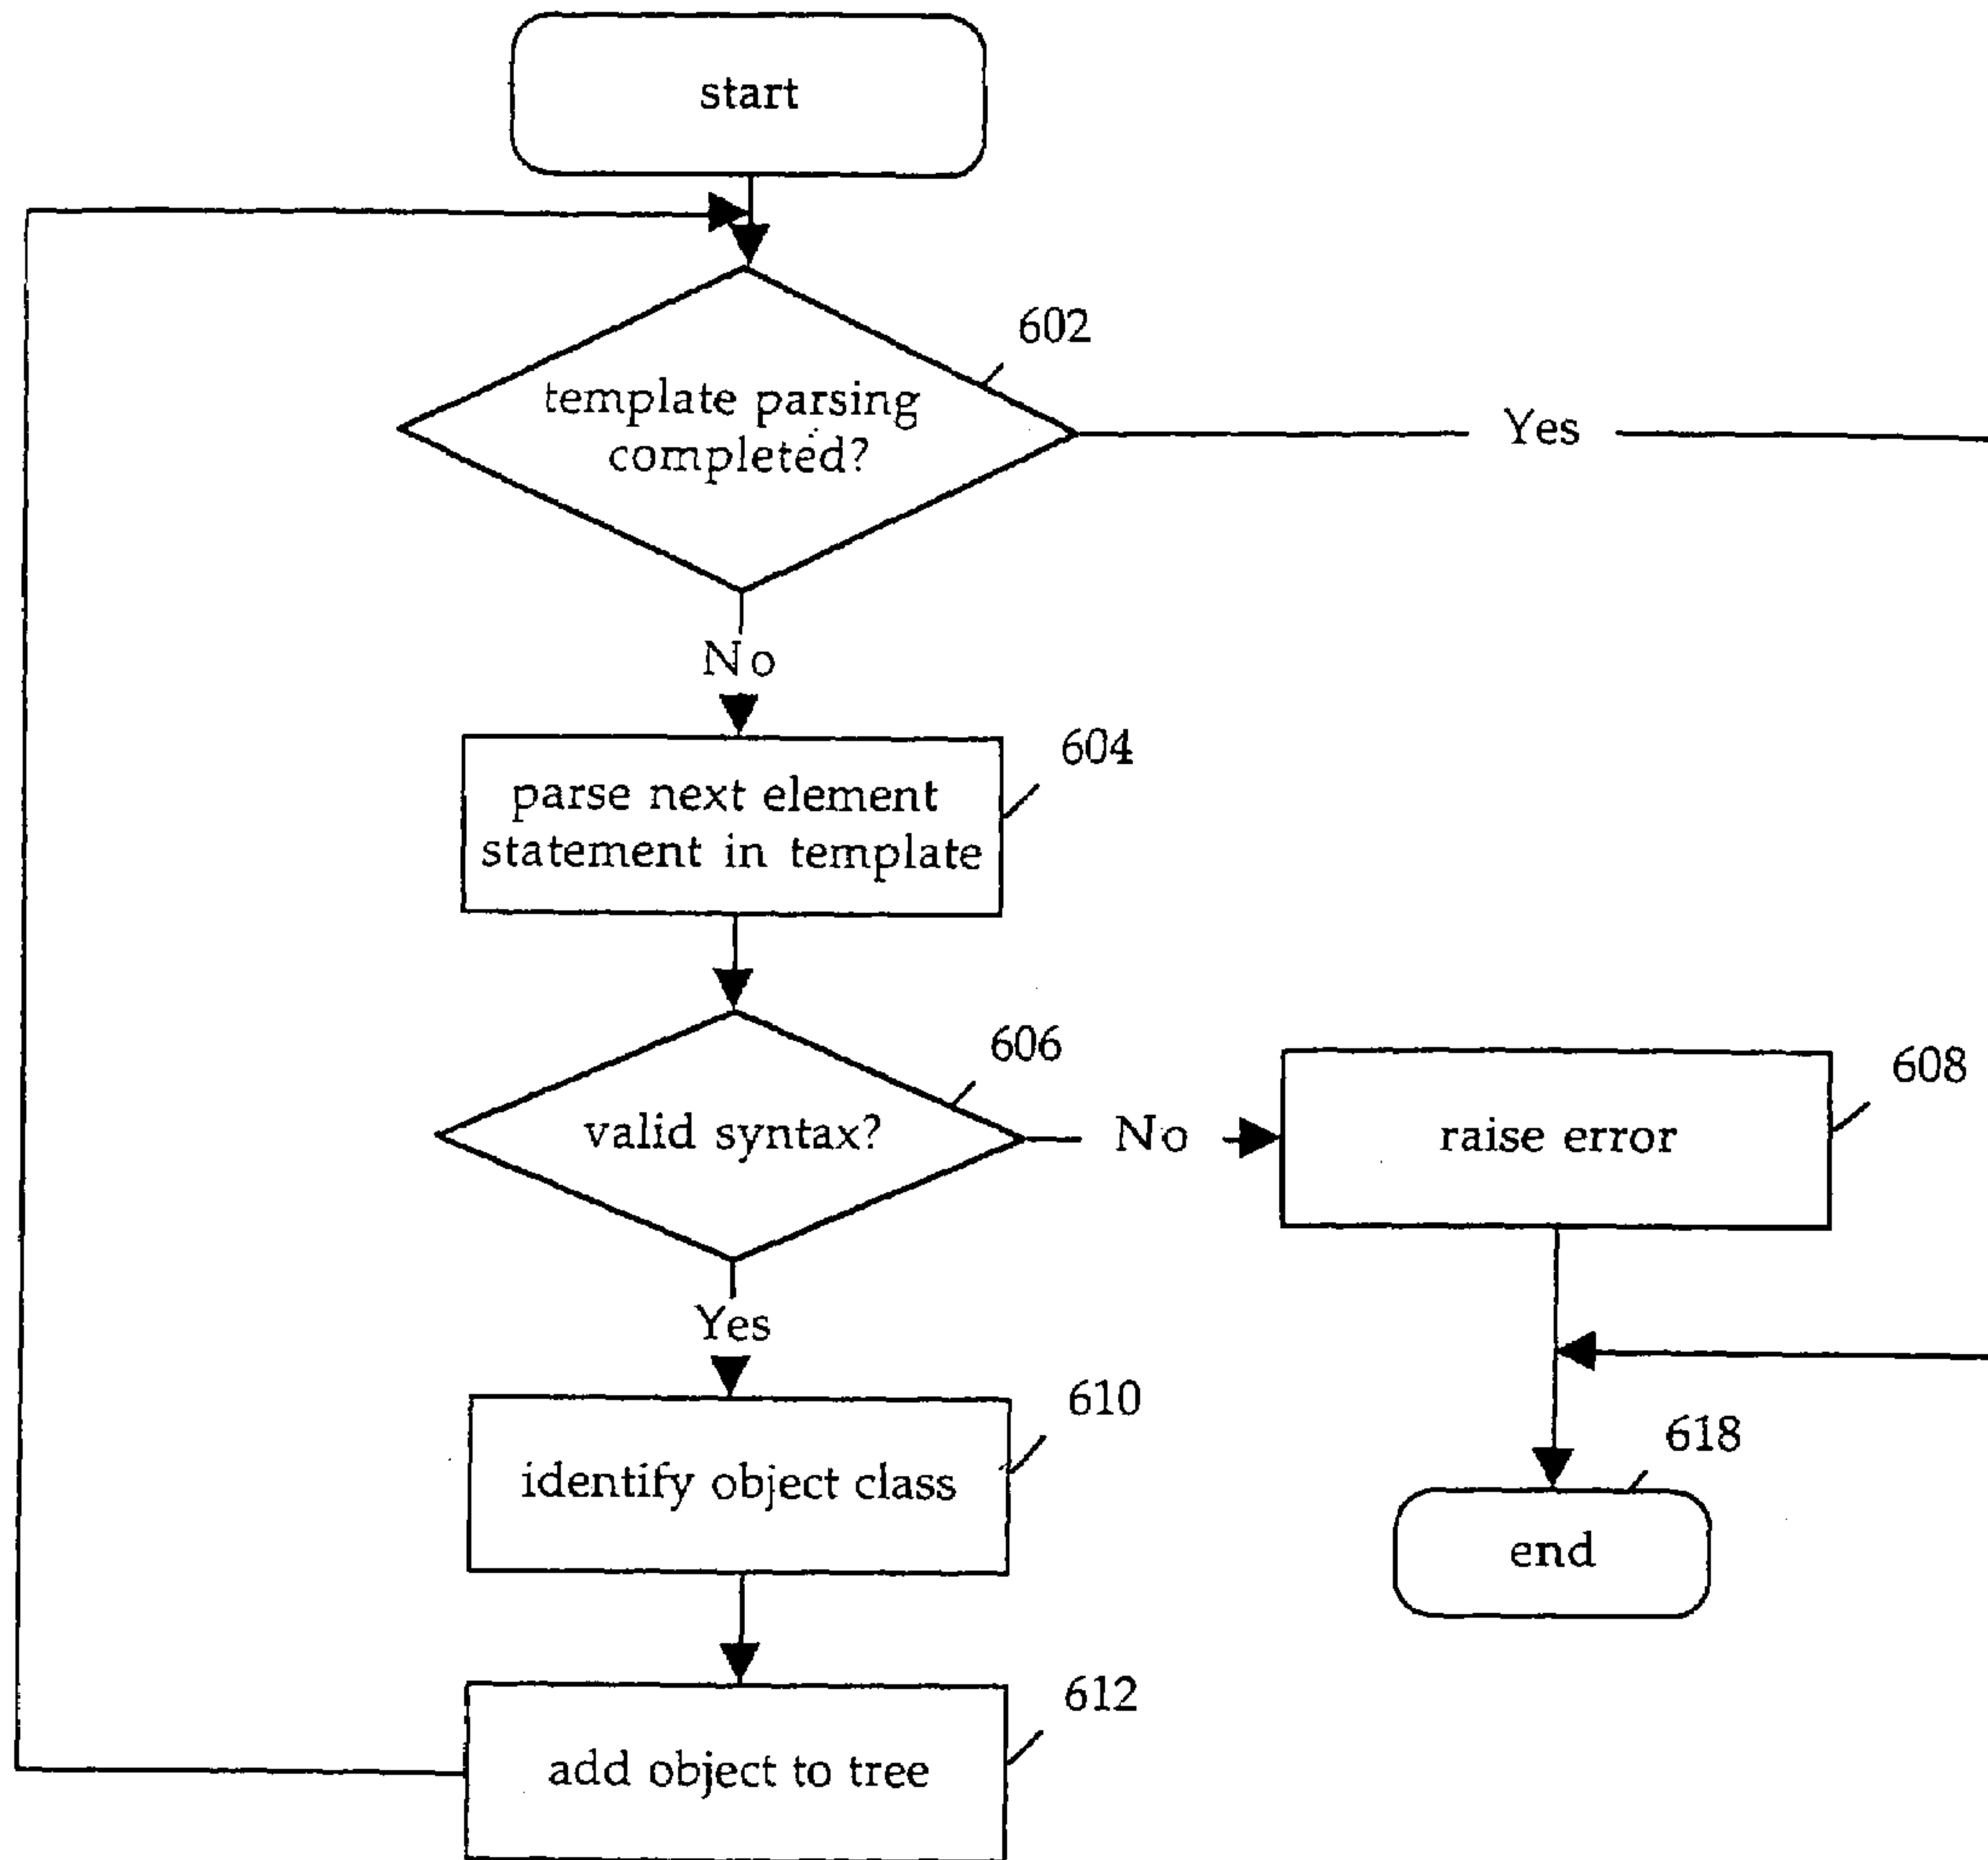 start
602
template parsing
completed?
Yes
No
604
parse next element
statement in template
606
valid syntax?
No
608
raise error
Yes
610
identify object class
618
end
612
add object to tree